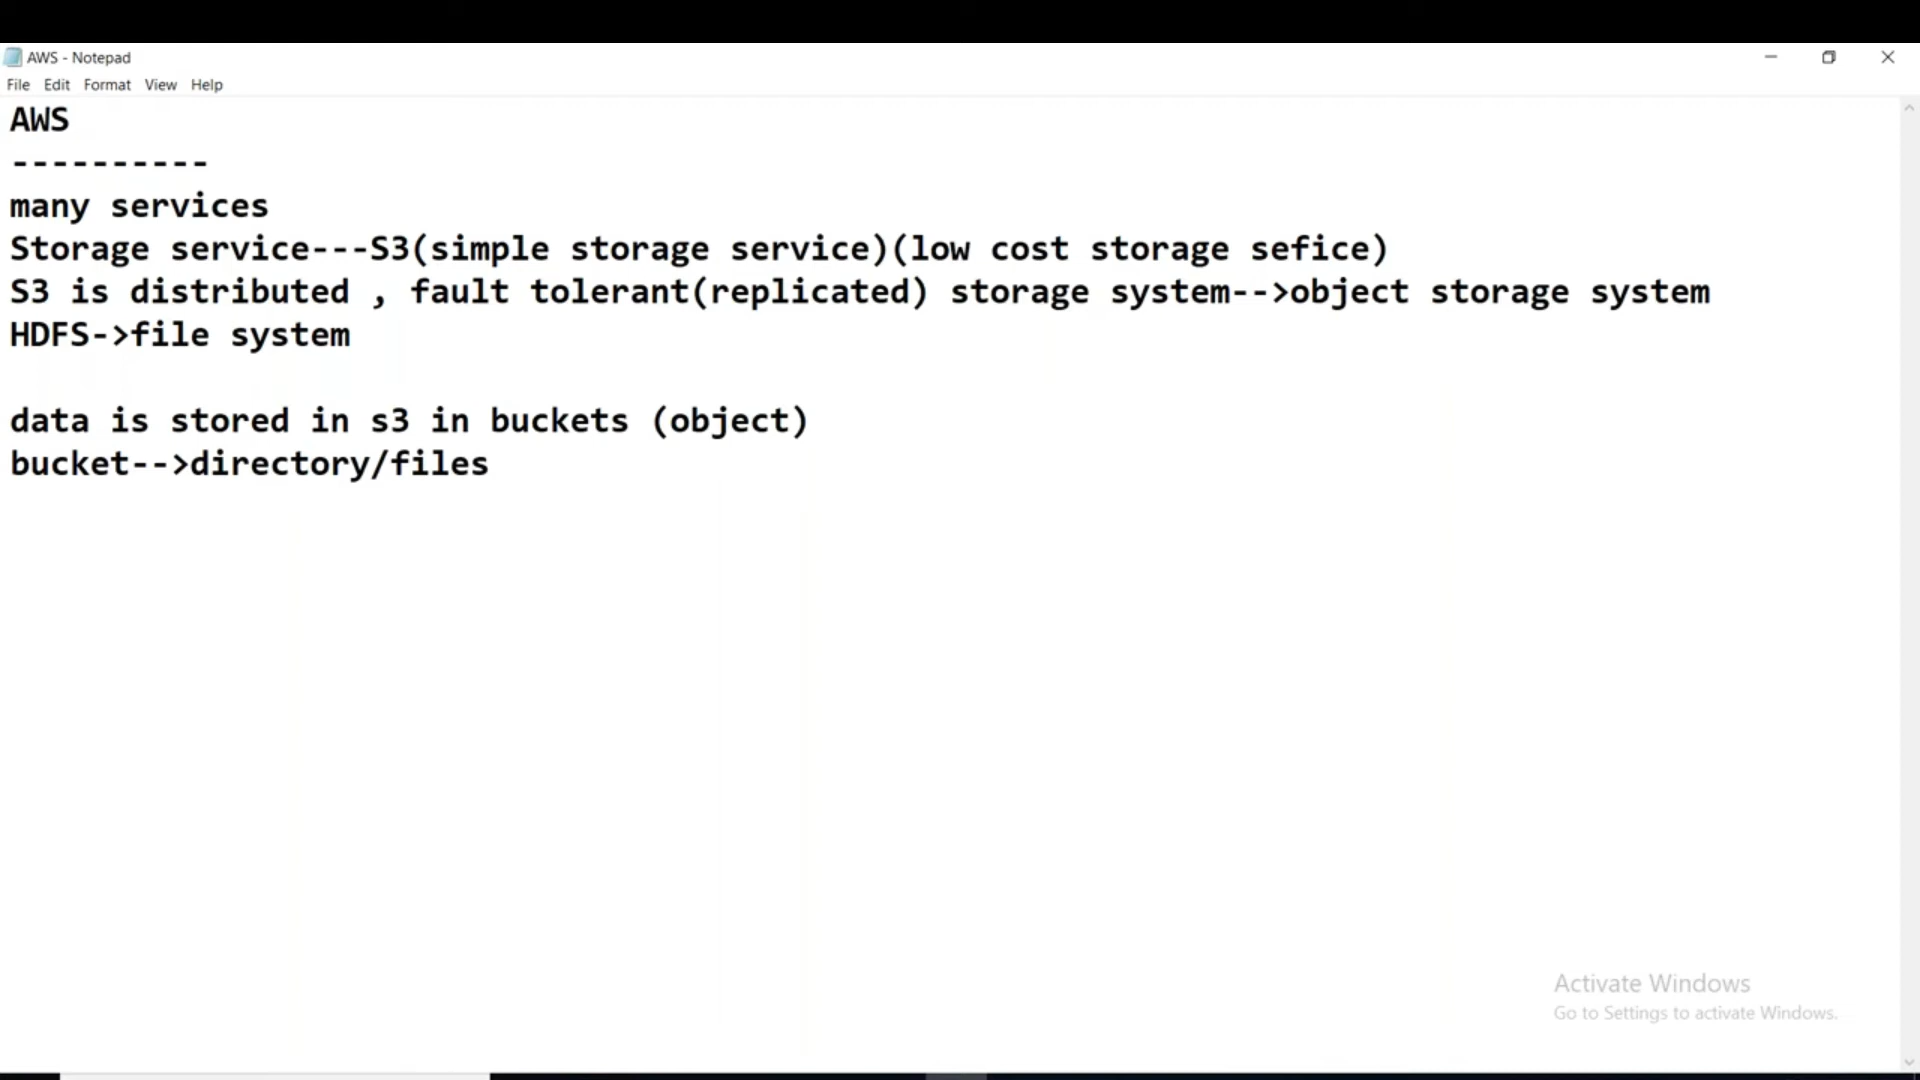 AWS - Notepad
File Edit Format View Help
AWS
----------
many services
Storage service---S3(simple storage service)(low cost storage sefice)
S3 is distributed , fault tolerant(replicated) storage system-->object storage system
HDFS->file system
data is stored in s3 in buckets (object)
bucket-->directory/files
Activate Windows
Go to Settings to activate Windows.